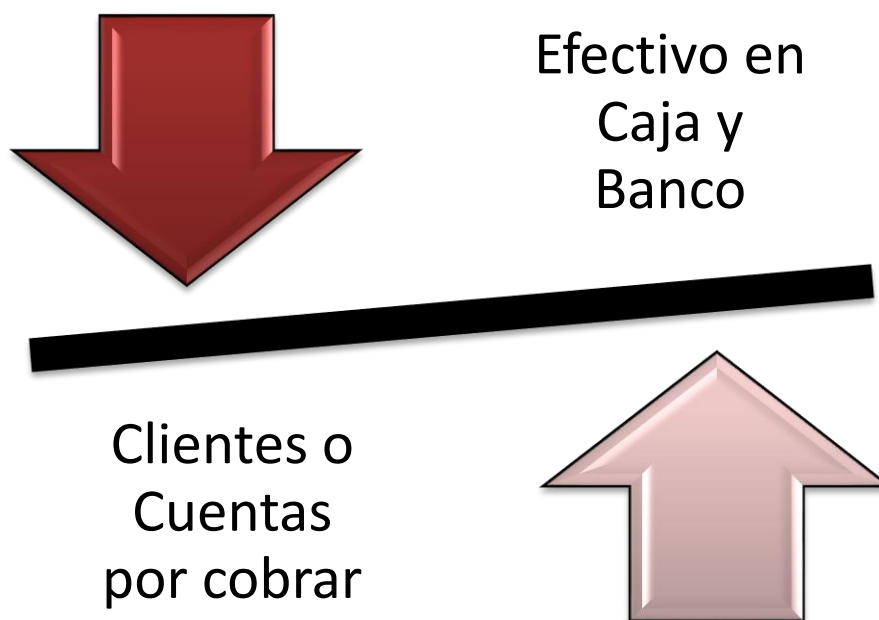 Efectivo en
Caja y
Banco
Clientes o
Cuentas
por cobrar